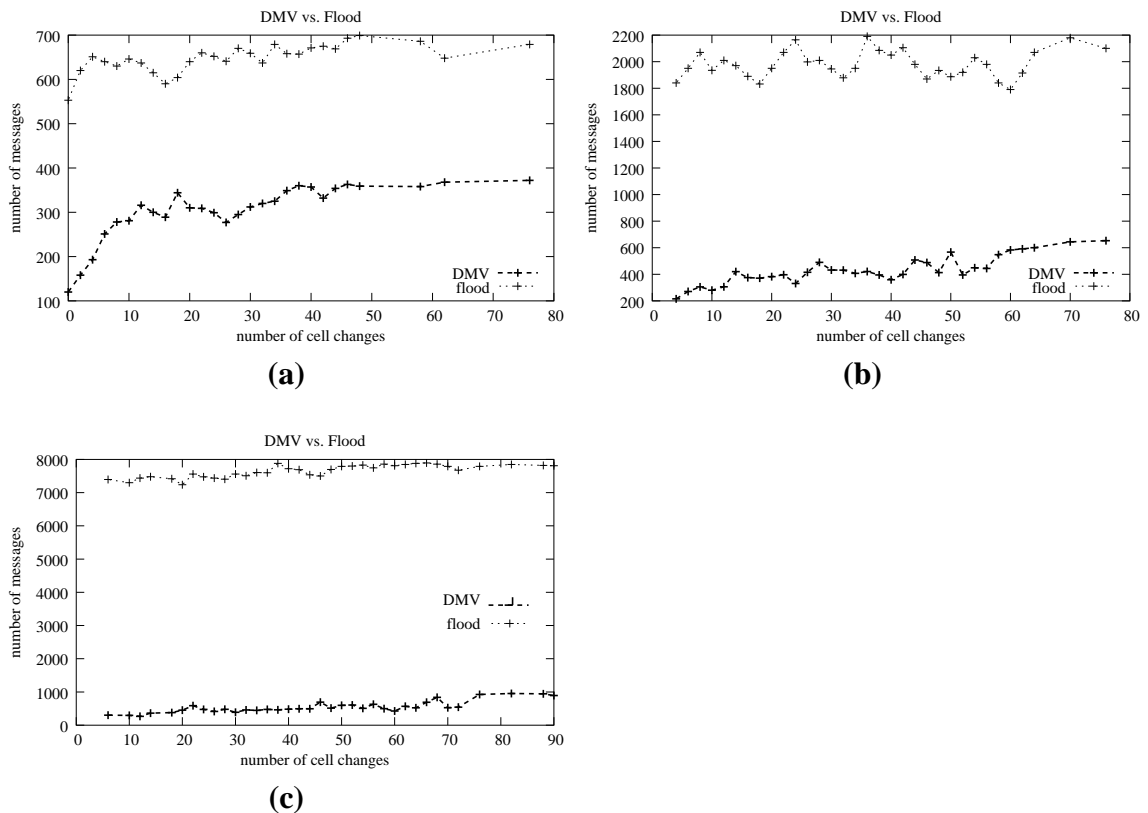 DMV vs. Flood
700
600
500
400
300
200
100
number of messages
DMV
flood
0 10 20 30 40 50 60 70 80
number of cell changes
(a)
DMV vs. Flood
2200
2000
1800
1600
1400
1200
1000
800
600
400
200
number of messages
DMV
flood
0 10 20 30 40 50 60 70 80
number of cell changes
(b)
DMV vs. Flood
8000
7000
6000
5000
4000
3000
2000
1000
0
number of messages
DMV
flood
0 10 20 30 40 50 60 70 80 90
number of cell changes
(c)